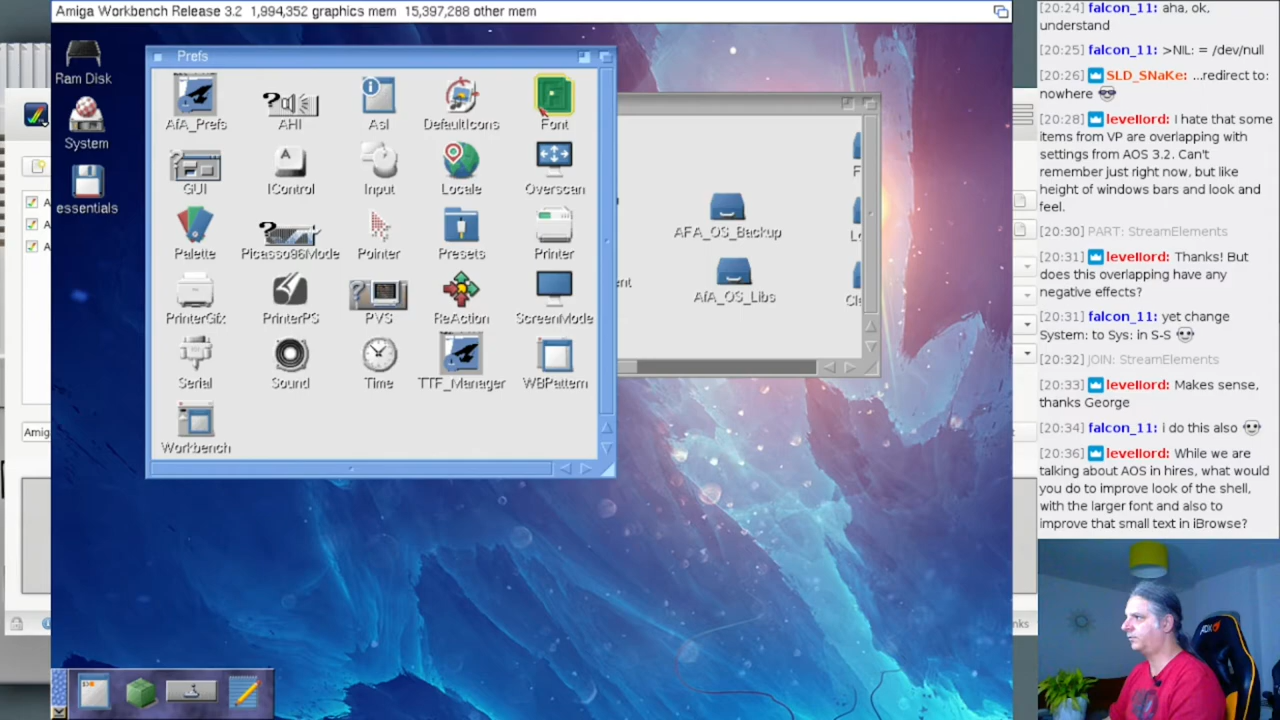 Amiga Workbench Release 3.2 1,994,352 graphics mem 15,397,288 other mem
Ram Disk
System
essentials
Prefs
AfA_Prefs
AHI
Asl
DefaultIcons
Font
GUI
IControl
Input
Locale
Overscan
Palette
Picasso96Mode
Pointer
Presets
Printer
PrinterGfx
PrinterPS
PVS
ReAction
ScreenMode
Serial
Sound
Time
TTF_Manager
WBPattern
Workbench
AFA_OS_Backup
AfA_OS_Libs
Amig
[20:24] falcon_11: aha, ok,
understand
[20:25] falcon_11: >NIL: = /dev/null
[20:26] SLD_SNaKe: ...redirect to:
nowhere
[20:28] levellord: I hate that some
items from VP are overlapping with
settings from AOS 3.2. Can't
remember just right now, but like
height of windows bars and look and
feel.
[20:30] PART: StreamElements
[20:31] levellord: Thanks! But
does this overlapping have any
negative effects?
[20:31] falcon_11: yet change
System: to Sys: in S-S
[20:32] JOIN: StreamElements
[20:33] levellord: Makes sense,
thanks George
[20:34] falcon_11: i do this also
[20:36] levellord: While we are
talking about AOS in hires, what would
you do to improve look of the shell,
with the larger font and also to
improve that small text in iBrowse?